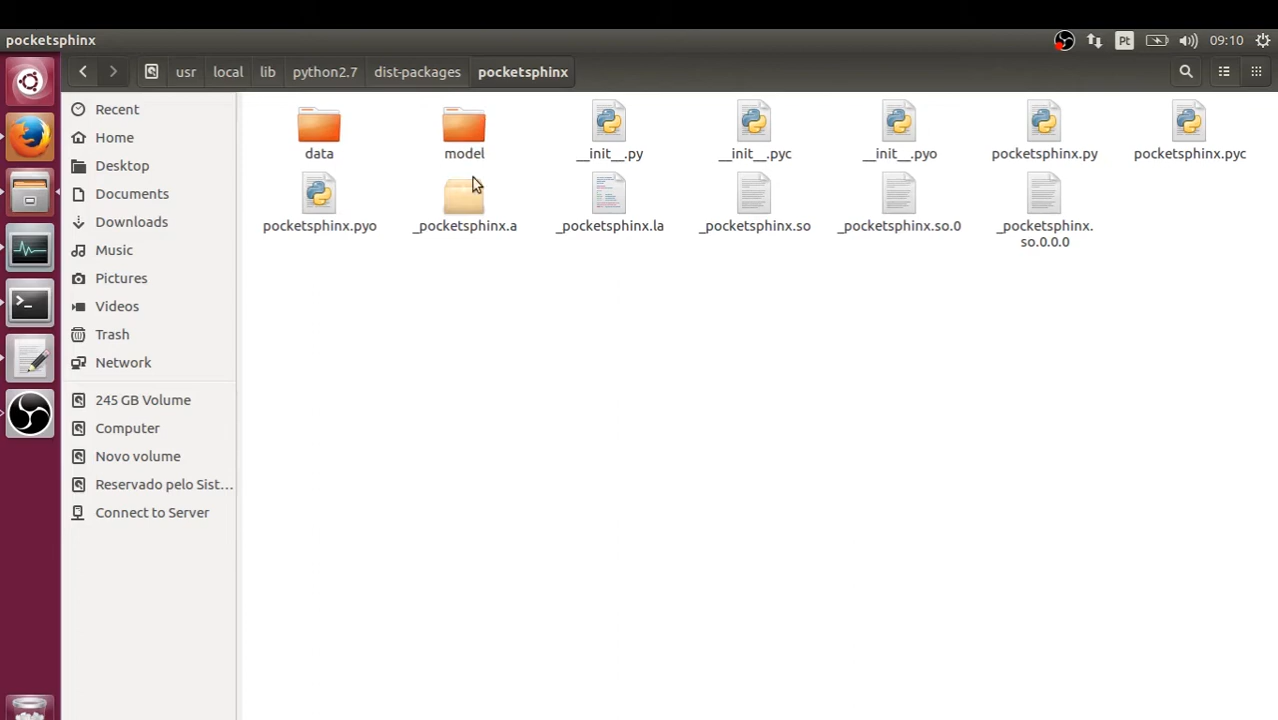 pocketsphinx
Pt
09:10
usr
local
lib
python2.7
dist-packages
pocketsphinx
Recent
Home
Desktop
Documents
Downloads
Music
Pictures
Videos
Trash
Network
245 GB Volume
Computer
Novo volume
Reservado pelo Sist...
Connect to Server
data
model
__init__.py
__init__.pyc
__init__.pyo
pocketsphinx.py
pocketsphinx.pyc
pocketsphinx.pyo
_pocketsphinx.a
_pocketsphinx.la
_pocketsphinx.so
_pocketsphinx.so.0
_pocketsphinx.
so.0.0.0